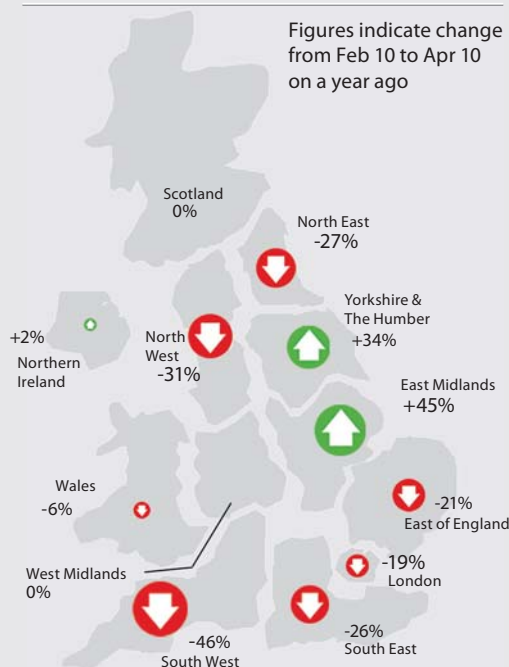 Figures indicate change
from Feb 10 to Apr 10
on a year ago
Scotland
0%
North East
-27%
Yorkshire &
The Humber
+34%
+2%
Northern
Ireland
North
West
-31%
East Midlands
+45%
Wales
-6%
-21%
East of England
West Midlands
0%
-19%
London
-46%
South West
-26%
South East